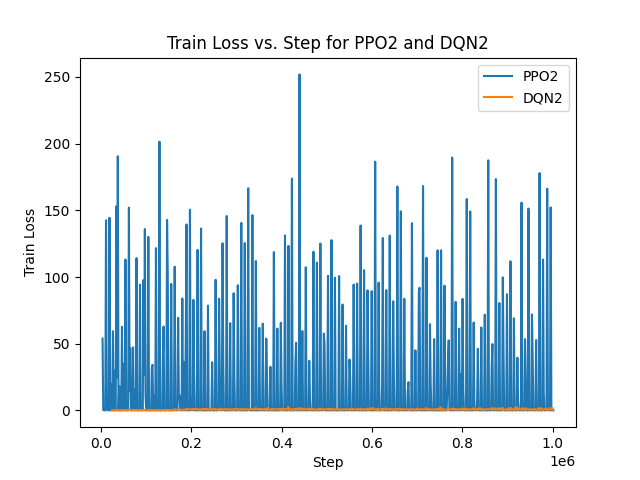 Train Loss vs. Step for PPO2 and DQN2
PPO2
DQN2
Train Loss
250
200
150
100
50
0
0.0 0.2 0.4 0.6 0.8 1.0
1e6
Step